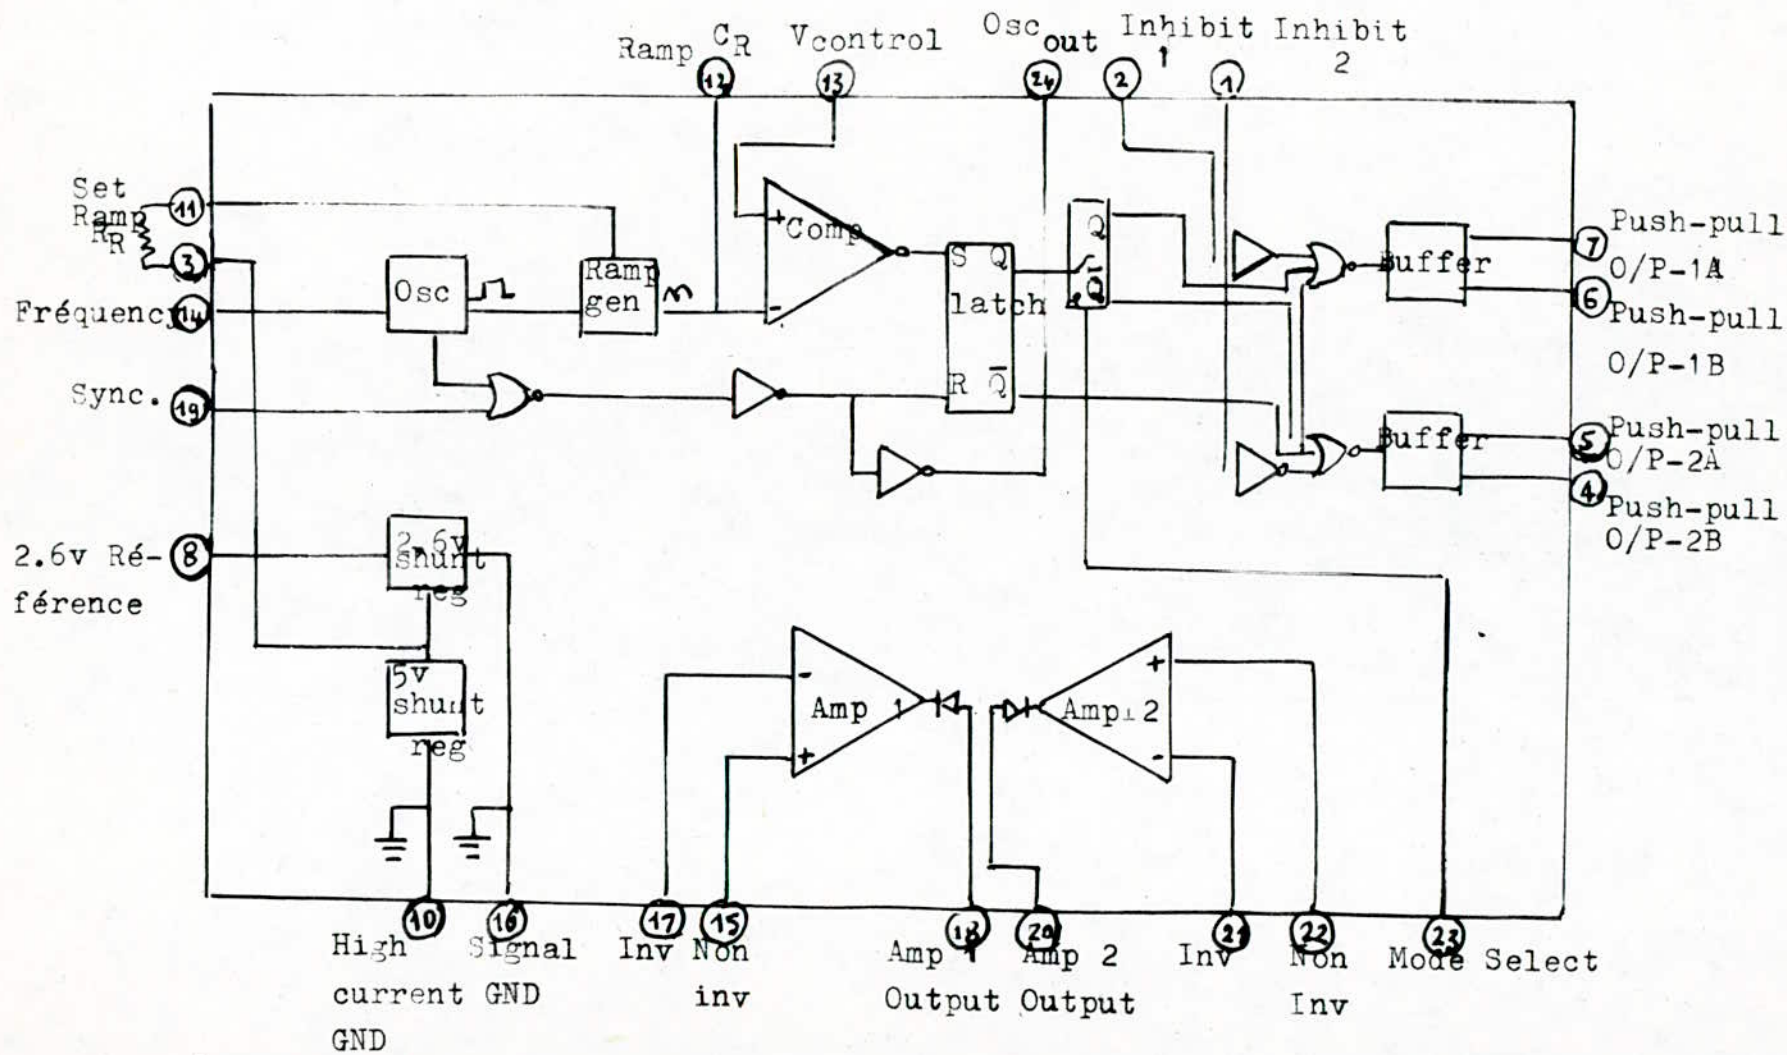 Ramp C_R
Vcontrol
Osc out
Inhibit 1
Inhibit 2
12
13
24
2
1
Set
Ramp
R_R
11
3
Fréquency
14
Sync.
19
2.6v Ré-
férence
8
Osc
Ramp
gen
+
Comp
-
S Q
latch
R Q̅
Q
Q̅
Buffer
Buffer
7
Push-pull
O/P-1A
6
Push-pull
O/P-1B
5
Push-pull
O/P-2A
4
Push-pull
O/P-2B
2.6v
shunt
reg
5v
shunt
reg
-
Amp 1
+
+
Amp 2
-
10
16
17
15
18
20
21
22
23
High
current
GND
Signal
GND
Inv
Non
inv
Amp 1
Output
Amp 2
Output
Inv
Non
Inv
Mode Select